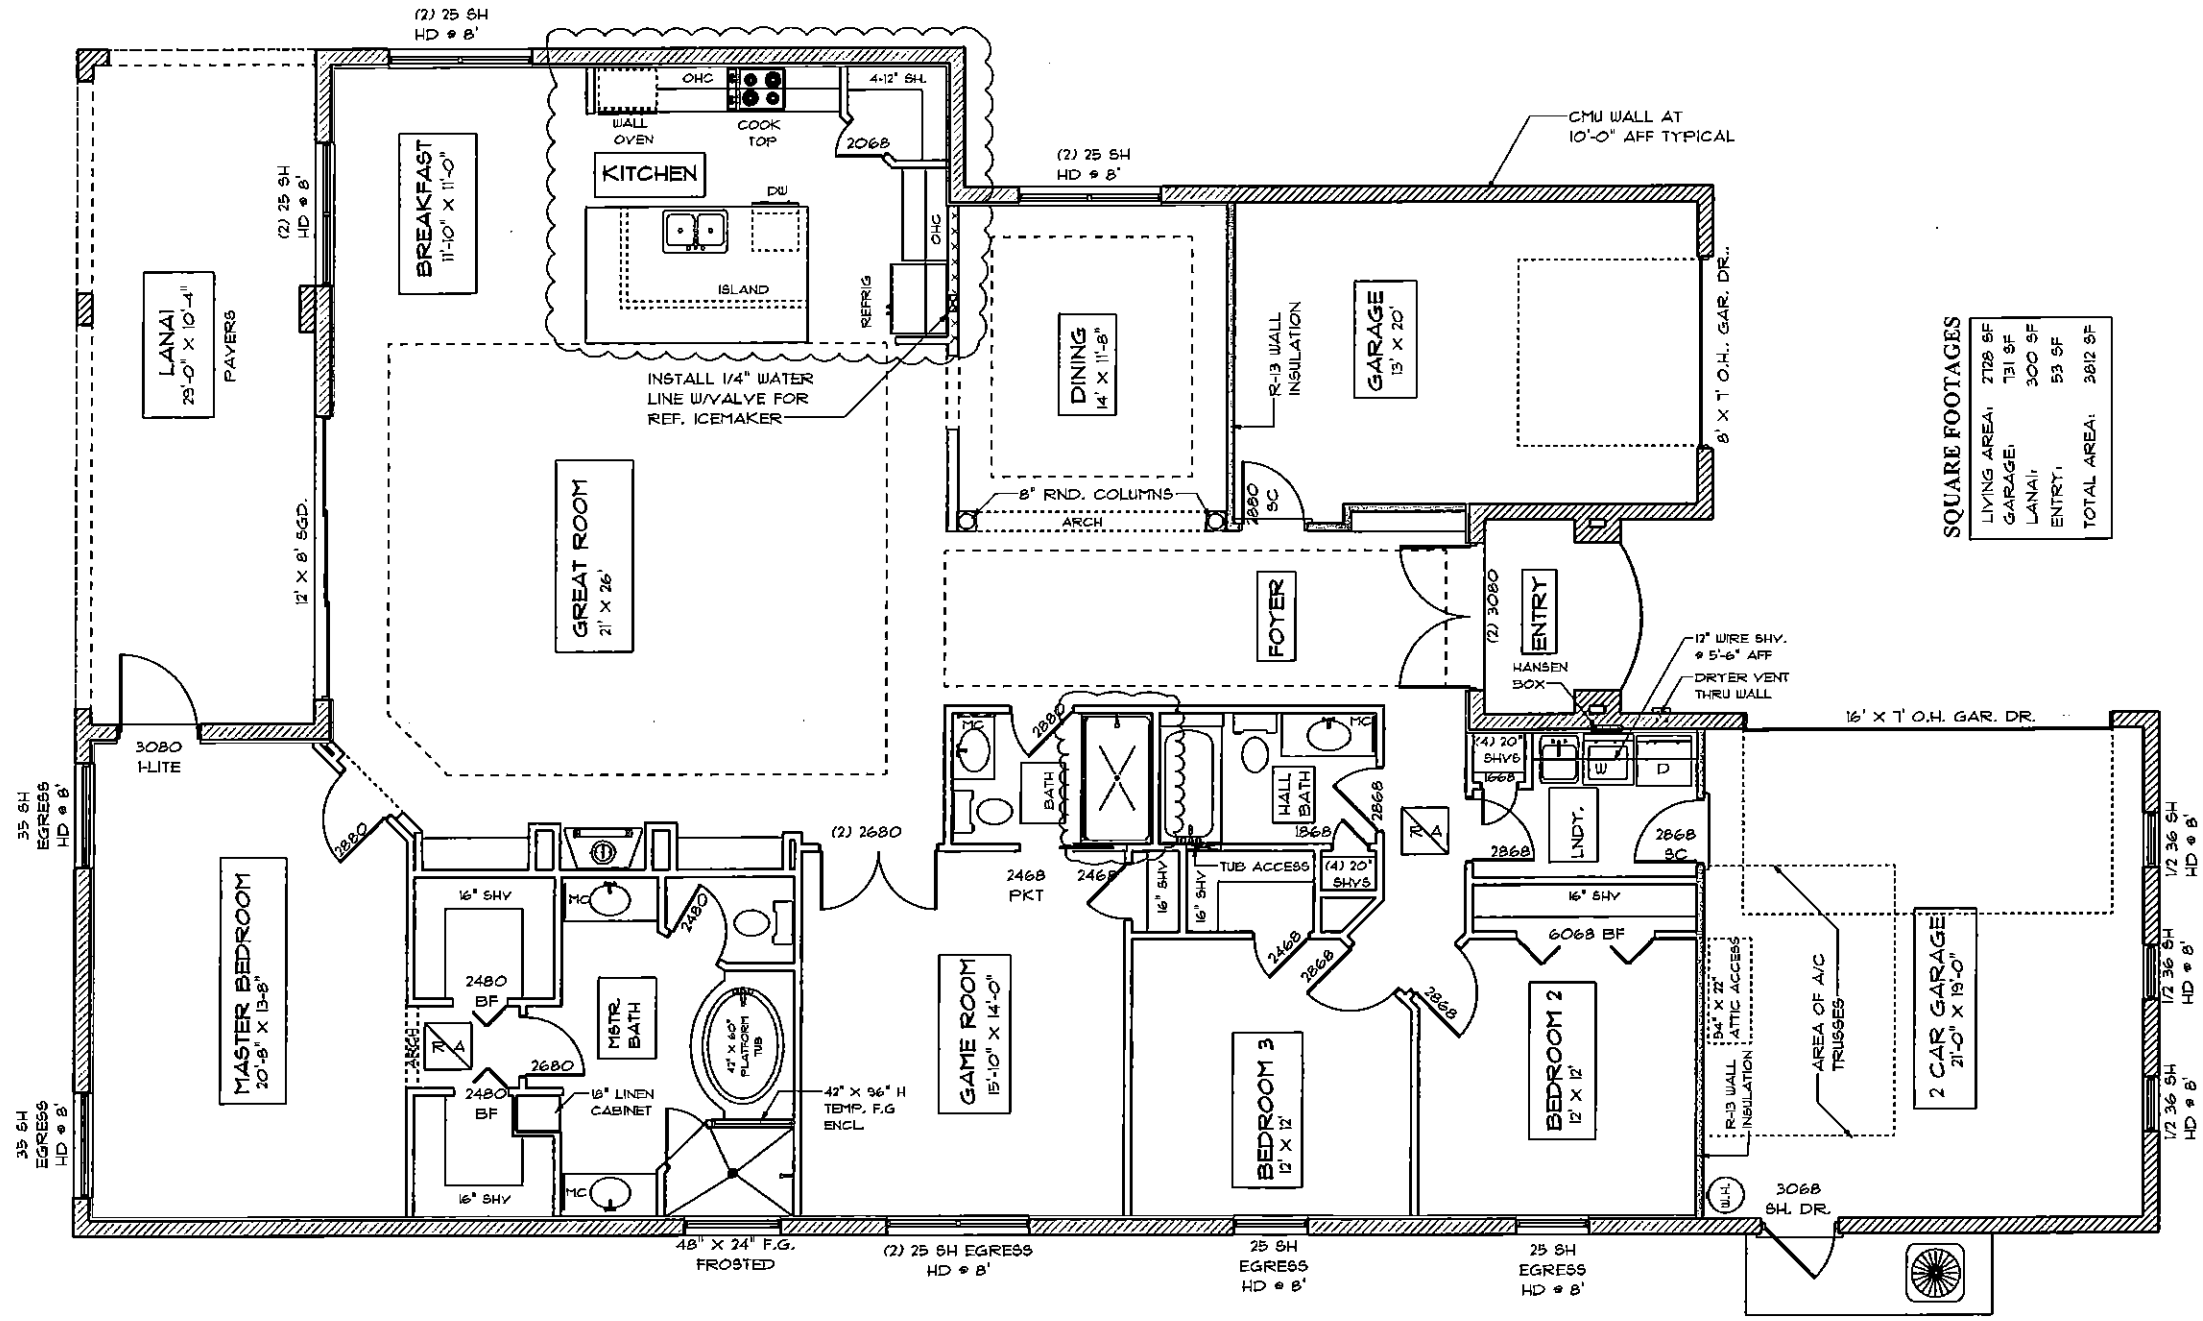 (2) 25 SH
HD @ 8'
OHC
4-12" SH.
WALL
OVEN
COOK
TOP
2068
KITCHEN
DW
OHC
ISLAND
REFRIG
BREAKFAST
11'-10" X 11'-0"
(2) 25 SH
HD @ 8'
LANAI
29'-0" X 10'-4"
PAVERS
INSTALL 1/4" WATER
LINE W/VALVE FOR
REF. ICEMAKER
(2) 25 SH
HD @ 8'
CMU WALL AT
10'-0" AFF TYPICAL
DINING
14' X 11'-8"
R-13 WALL
INSULATION
GARAGE
13' X 20'
8' X 7' O.H. GAR. DR.
SQUARE FOOTAGES
LIVING AREA: 2728 SF
GARAGE: 731 SF
LANAI: 300 SF
ENTRY: 53 SF
TOTAL AREA: 3812 SF
GREAT ROOM
21' X 26'
12' X 8' SGD.
8" RND. COLUMNS
ARCH
2880
SC
FOYER
(2) 3080
ENTRY
HANSEN
BOX
12" WIRE SHV.
@ 5'-6" AFF
DRYER VENT
THRU WALL
16' X 7' O.H. GAR. DR.
3080
1-LITE
35 SH
EGRESS
HD @ 8'
2880
(2) 2680
MC
2880
BATH
HALL
BATH
MC
2868
1868
R/A
(4) 20"
SHVS
1668
W
D
LNDY.
2868
2868
SC
1/2 36 SH
HD @ 8'
2468
PKT
2468
16" SHV
16" SHV
TUB ACCESS
(4) 20"
SHVS
16" SHV
6068 BF
MASTER BEDROOM
20'-8" X 13'-8"
16" SHV
MC
2480
2480
BF
ARCH
R/A
2680
2480
BF
16" SHV
MSTR.
BATH
42" X 60"
PLATFORM
TUB
18" LINEN
CABINET
42" X 96" H
TEMP. F.G
ENCL.
MC
GAME ROOM
15'-10" X 14'-0"
2468
2868
2868
BEDROOM 3
12' X 12'
BEDROOM 2
12' X 12'
54" X 22"
ATTIC ACCESS
R-13 WALL
INSULATION
AREA OF A/C
TRUSSES
2 CAR GARAGE
21'-0" X 19'-0"
1/2 36 SH
HD @ 8'
1/2 36 SH
HD @ 8'
35 SH
EGRESS
HD @ 8'
W.H.
3068
SH. DR.
48" X 24" F.G.
FROSTED
(2) 25 SH EGRESS
HD @ 8'
25 SH
EGRESS
HD @ 8'
25 SH
EGRESS
HD @ 8'